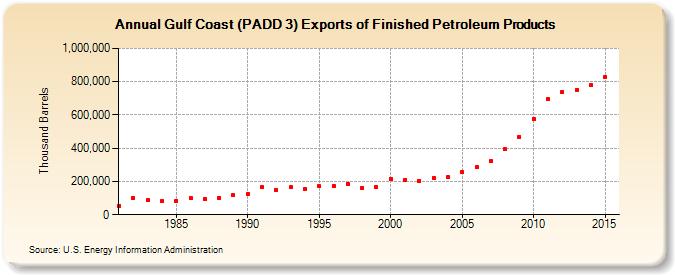 Annual Gulf Coast (PADD 3) Exports of Finished Petroleum Products
Thousand Barrels
1,000,000
800,000
600,000
400,000
200,000
0
1985 1990 1995 2000 2005 2010 2015
Source: U.S. Energy Information Administration